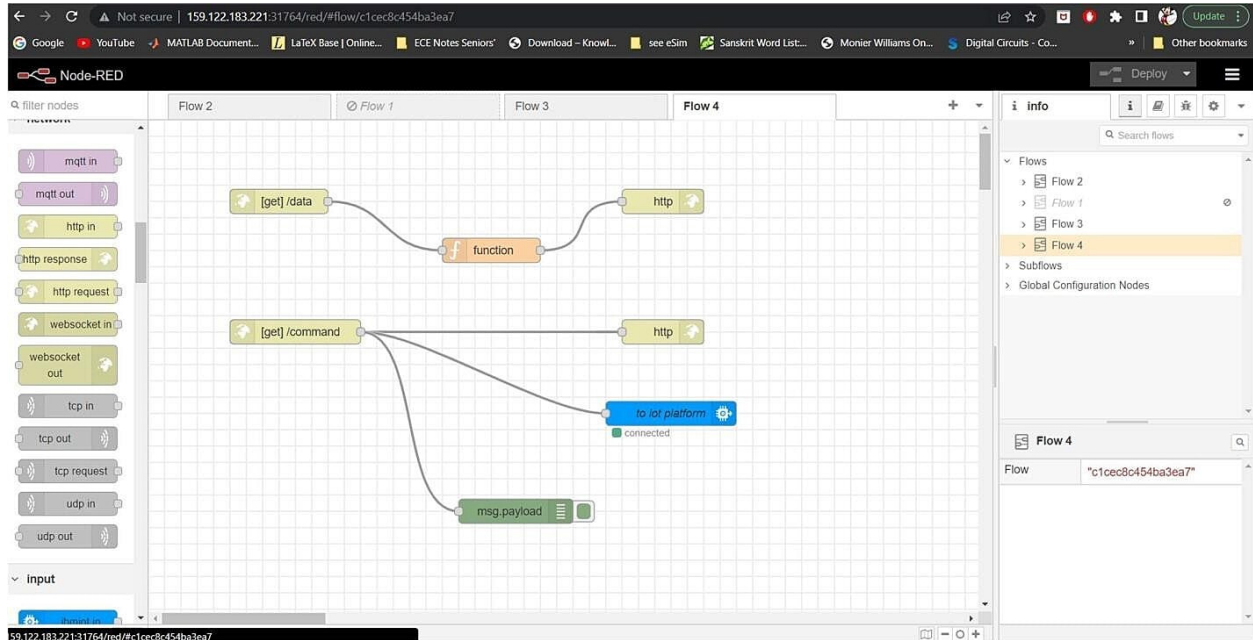 Not secure | 159.122.183.221:31764/red/#flow/c1cec8c454ba3ea7
Update
Google YouTube MATLAB Document... LaTeX Base | Online... ECE Notes Seniors' Download – Knowl... see eSim Sanskrit Word List:... Monier Williams On... Digital Circuits - Co... » Other bookmarks
Node-RED
Deploy
filter nodes
Flow 2
Flow 1
Flow 3
Flow 4
i info
i
network
Search flows
mqtt in
mqtt out
http in
http response
http request
websocket in
websocket
out
tcp in
tcp out
tcp request
udp in
udp out
input
ibmiot in
[get] /data
http
f function
[get] /command
http
to iot platform
connected
msg.payload
Flows
Flow 2
Flow 1
Flow 3
Flow 4
Subflows
Global Configuration Nodes
Flow 4
Flow "c1cec8c454ba3ea7"
59.122.183.221:31764/red/#c1cec8c454ba3ea7